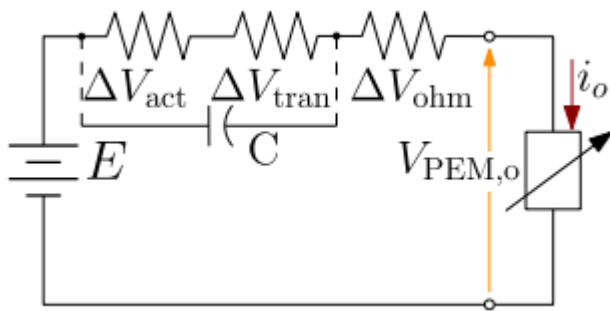 ΔV_act ΔV_tran ΔV_ohm
i_o
C
E
V_PEM,o